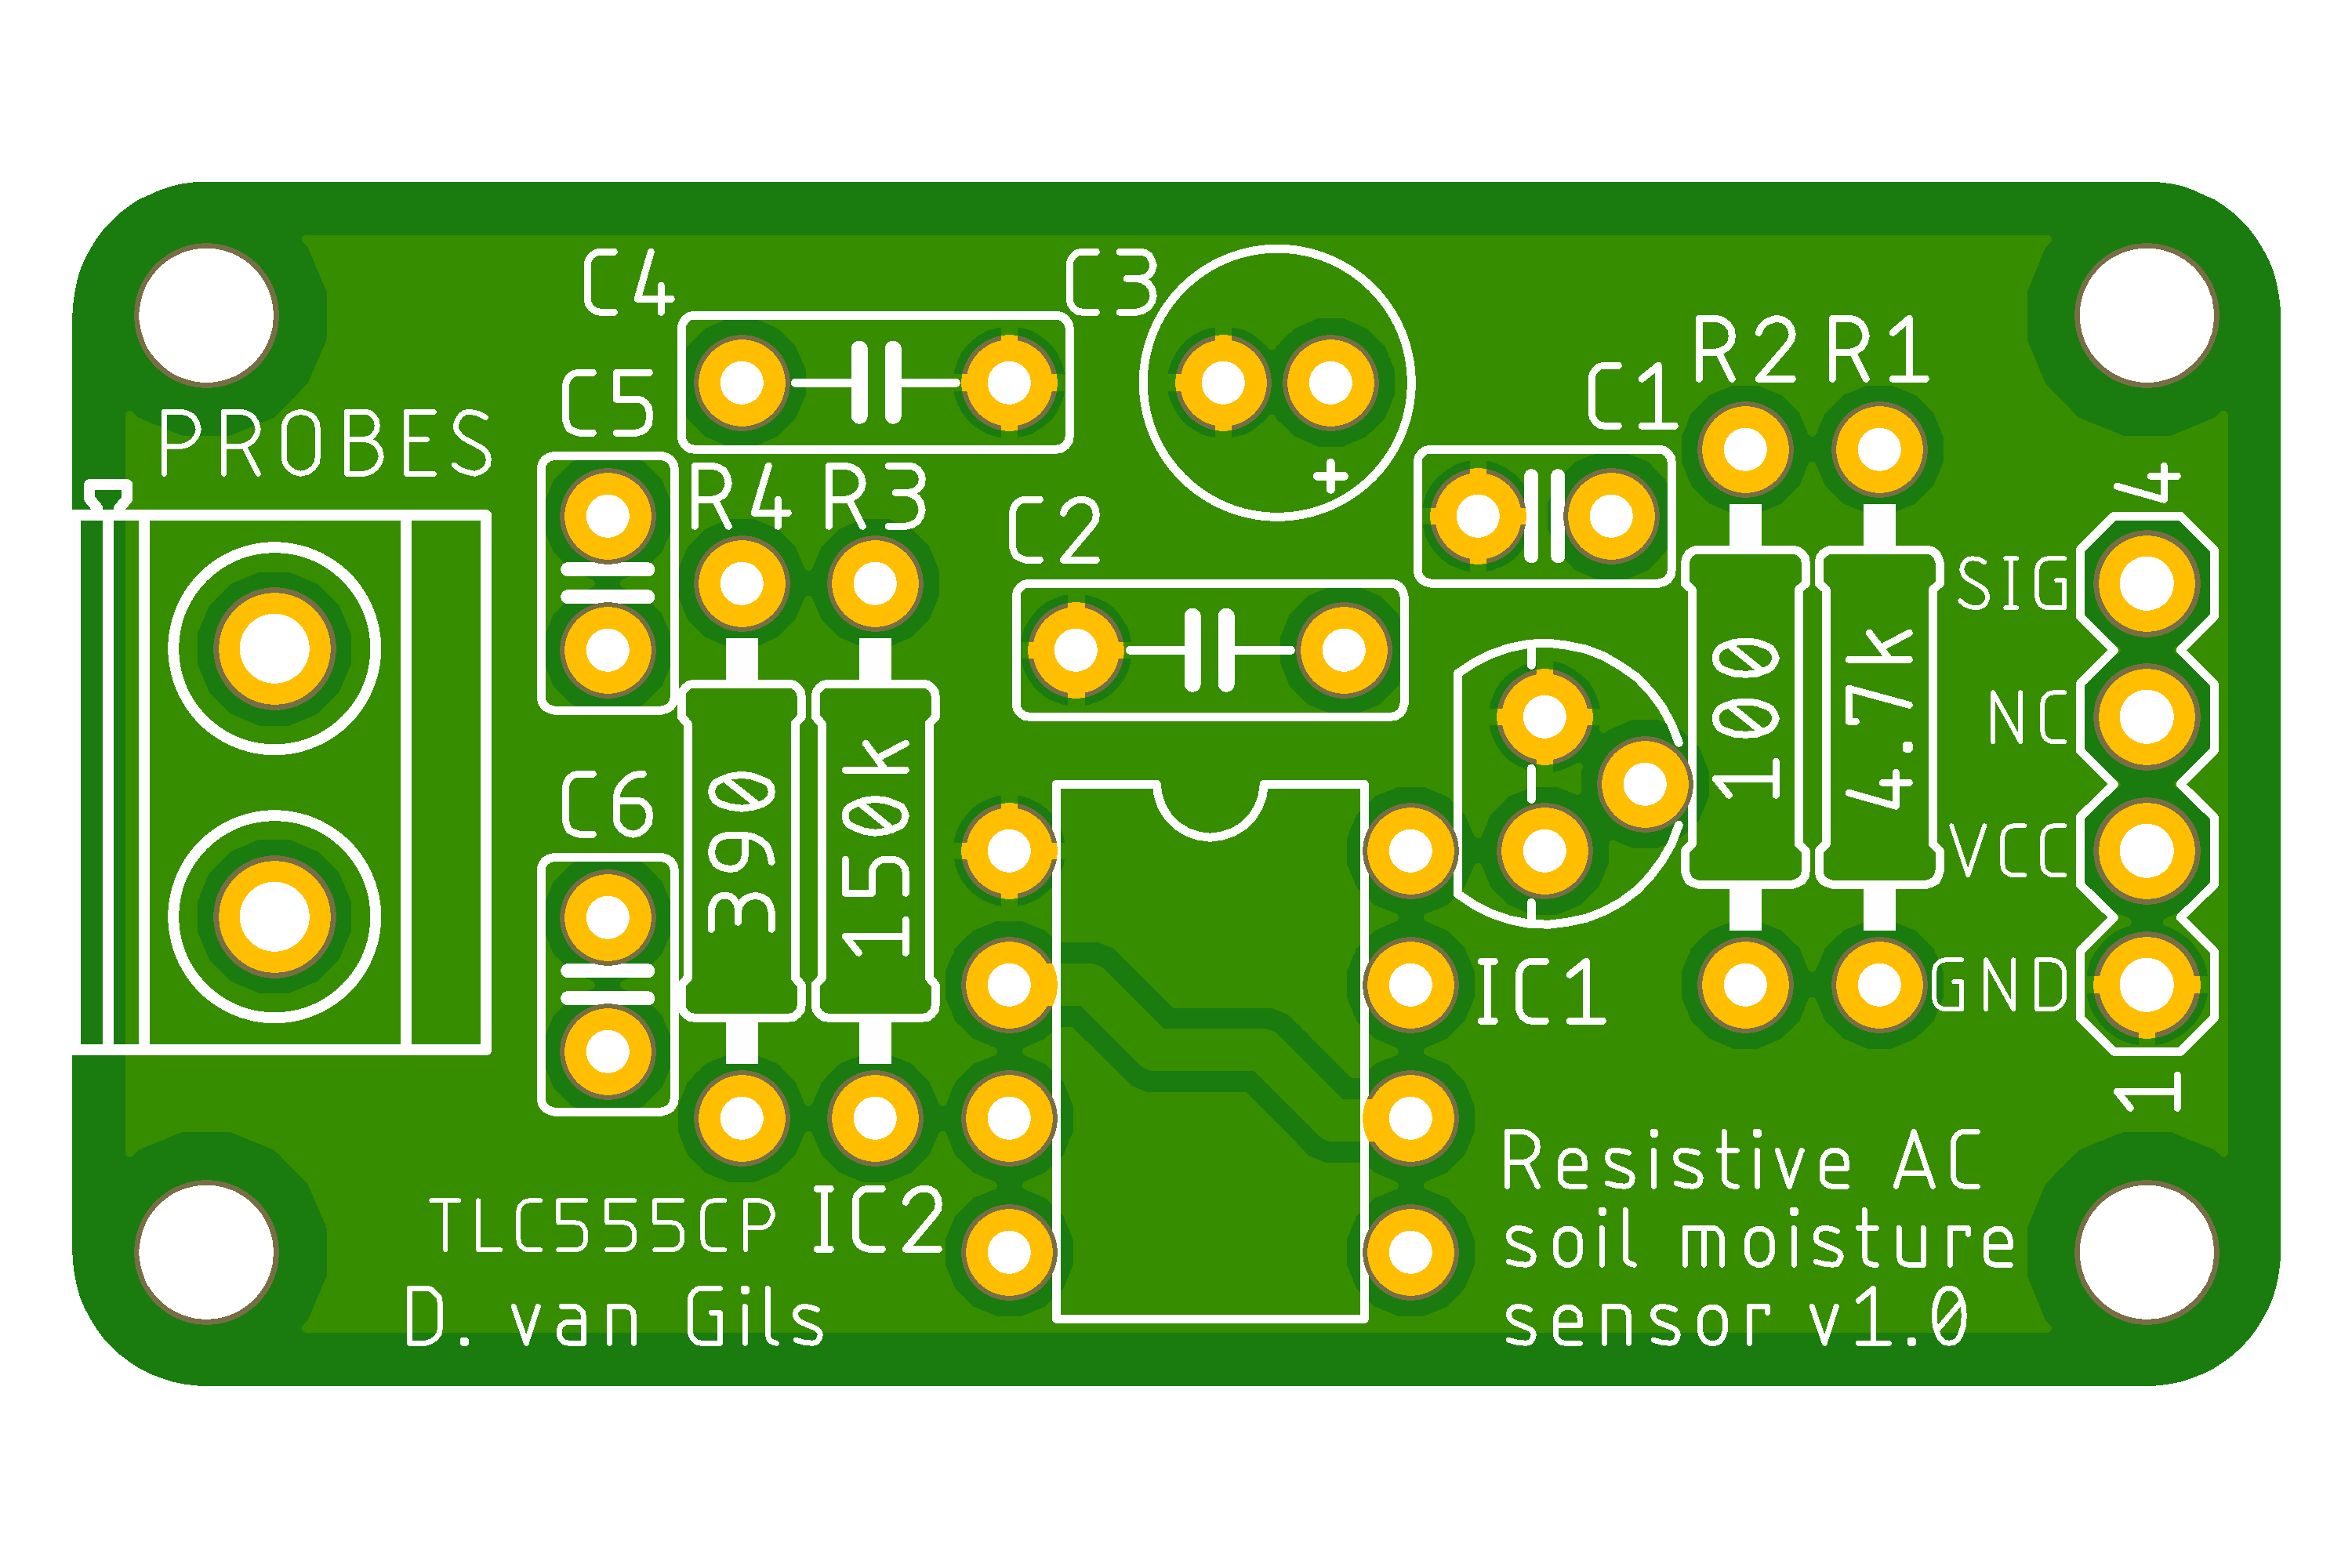 C4
C3
C5
PROBES
R2
R1
C1
R4
R3
C2
+
4
SIG
NC
VCC
GND
1
100
4.7k
C6
390
150k
IC1
TLC555CP
IC2
D. van Gils
Resistive AC
soil moisture
sensor v1.0